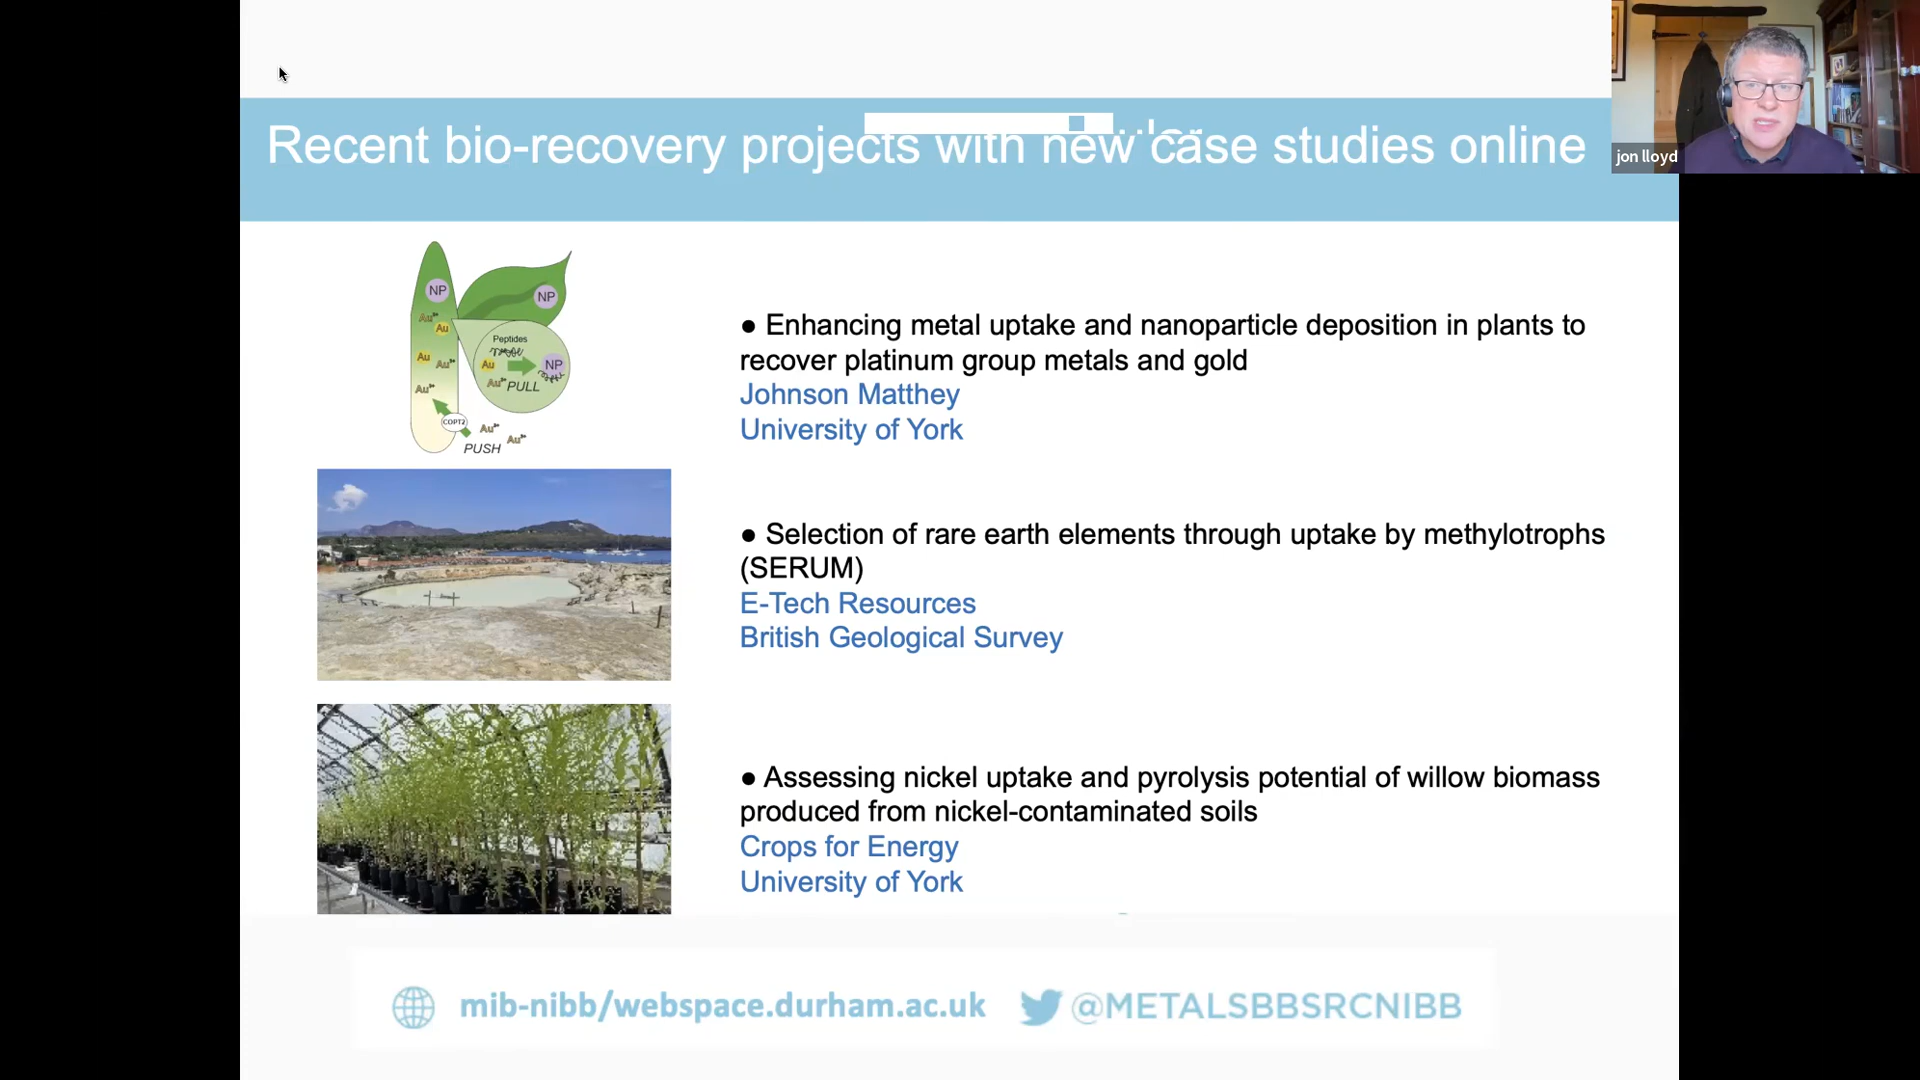 Recent bio-recovery projects with new case studies online
jon lloyd
NP
NP
Au³⁺
Au
Peptides
Au
Au³⁺
Au
NP
Au³⁺
PULL
Au³⁺
COPT2
Au³⁺
Au³⁺
PUSH
● Enhancing metal uptake and nanoparticle deposition in plants to
recover platinum group metals and gold
Johnson Matthey
University of York
● Selection of rare earth elements through uptake by methylotrophs
(SERUM)
E-Tech Resources
British Geological Survey
● Assessing nickel uptake and pyrolysis potential of willow biomass
produced from nickel-contaminated soils
Crops for Energy
University of York
mib-nibb/webspace.durham.ac.uk
@METALSBBSRCNIBB